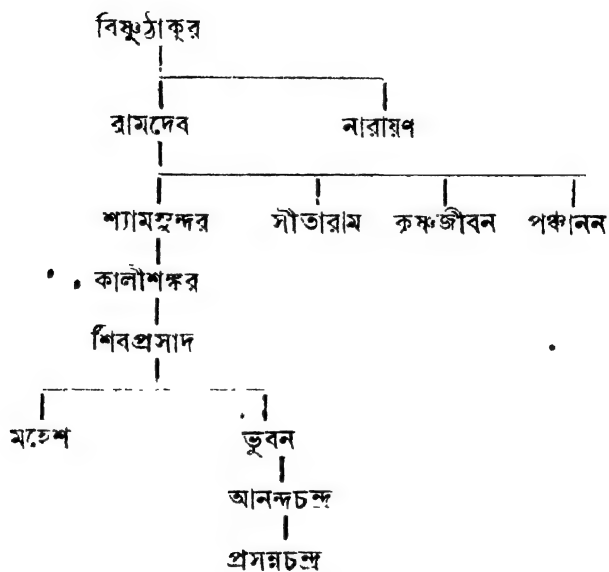 বিষ্ণুঠাকুর
রামদেব নারায়ণ
শ্যামসুন্দর সীতারাম কৃষ্ণজীবন পঞ্চানন
কালীশঙ্কর
শিবপ্রসাদ
মহেশ ভুবন
আনন্দচন্দ্র
প্রসন্নচন্দ্র